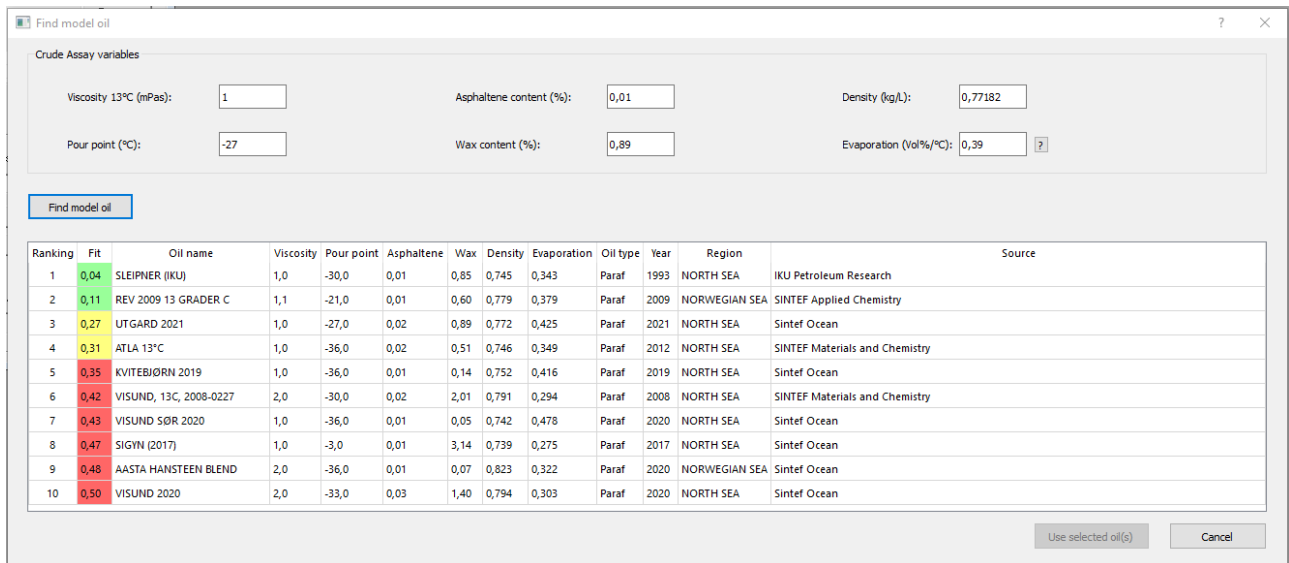 Find model oil ? ×
Crude Assay variables
Viscosity 13°C (mPas): 1 Asphaltene content (%): 0,01 Density (kg/L): 0,77182
Pour point (°C): -27 Wax content (%): 0,89 Evaporation (Vol%/°C): 0,39 ?
Find model oil
Ranking Fit Oil name Viscosity Pour point Asphaltene Wax Density Evaporation Oil type Year Region Source
1 0,04 SLEIPNER (IKU) 1,0 -30,0 0,01 0,85 0,745 0,343 Paraf 1993 NORTH SEA IKU Petroleum Research
2 0,11 REV 2009 13 GRADER C 1,1 -21,0 0,01 0,60 0,779 0,379 Paraf 2009 NORWEGIAN SEA SINTEF Applied Chemistry
3 0,27 UTGARD 2021 1,0 -27,0 0,02 0,89 0,772 0,425 Paraf 2021 NORTH SEA Sintef Ocean
4 0,31 ATLA 13°C 1,0 -36,0 0,02 0,51 0,746 0,349 Paraf 2012 NORTH SEA SINTEF Materials and Chemistry
5 0,35 KVITEBJØRN 2019 1,0 -36,0 0,01 0,14 0,752 0,416 Paraf 2019 NORTH SEA Sintef Ocean
6 0,42 VISUND, 13C, 2008-0227 2,0 -30,0 0,02 2,01 0,791 0,294 Paraf 2008 NORTH SEA SINTEF Materials and Chemistry
7 0,43 VISUND SØR 2020 1,0 -36,0 0,01 0,05 0,742 0,478 Paraf 2020 NORTH SEA Sintef Ocean
8 0,47 SIGYN (2017) 1,0 -3,0 0,01 3,14 0,739 0,275 Paraf 2017 NORTH SEA Sintef Ocean
9 0,48 AASTA HANSTEEN BLEND 2,0 -36,0 0,01 0,07 0,823 0,322 Paraf 2020 NORWEGIAN SEA Sintef Ocean
10 0,50 VISUND 2020 2,0 -33,0 0,03 1,40 0,794 0,303 Paraf 2020 NORTH SEA Sintef Ocean
Use selected oil(s) Cancel